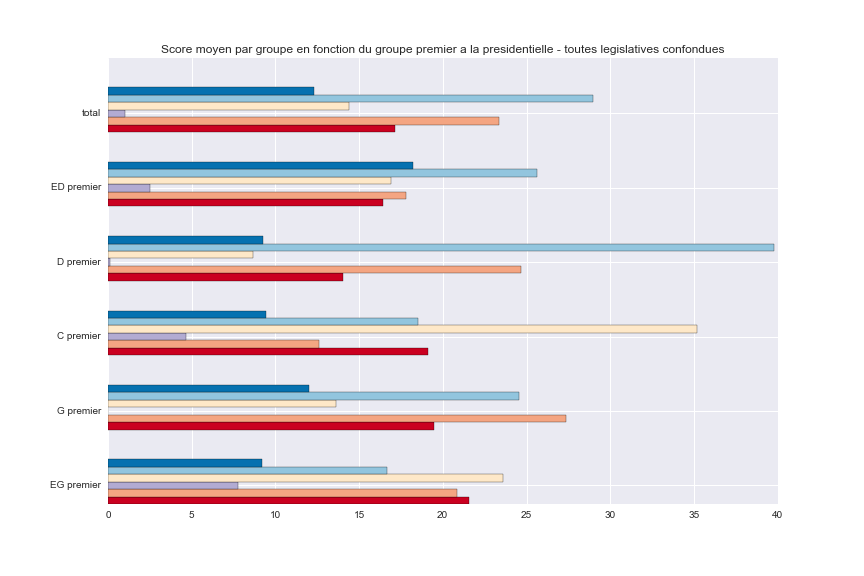 Score moyen par groupe en fonction du groupe premier a la presidentielle - toutes legislatives confondues
total
ED premier
D premier
C premier
G premier
EG premier
0 5 10 15 20 25 30 35 40